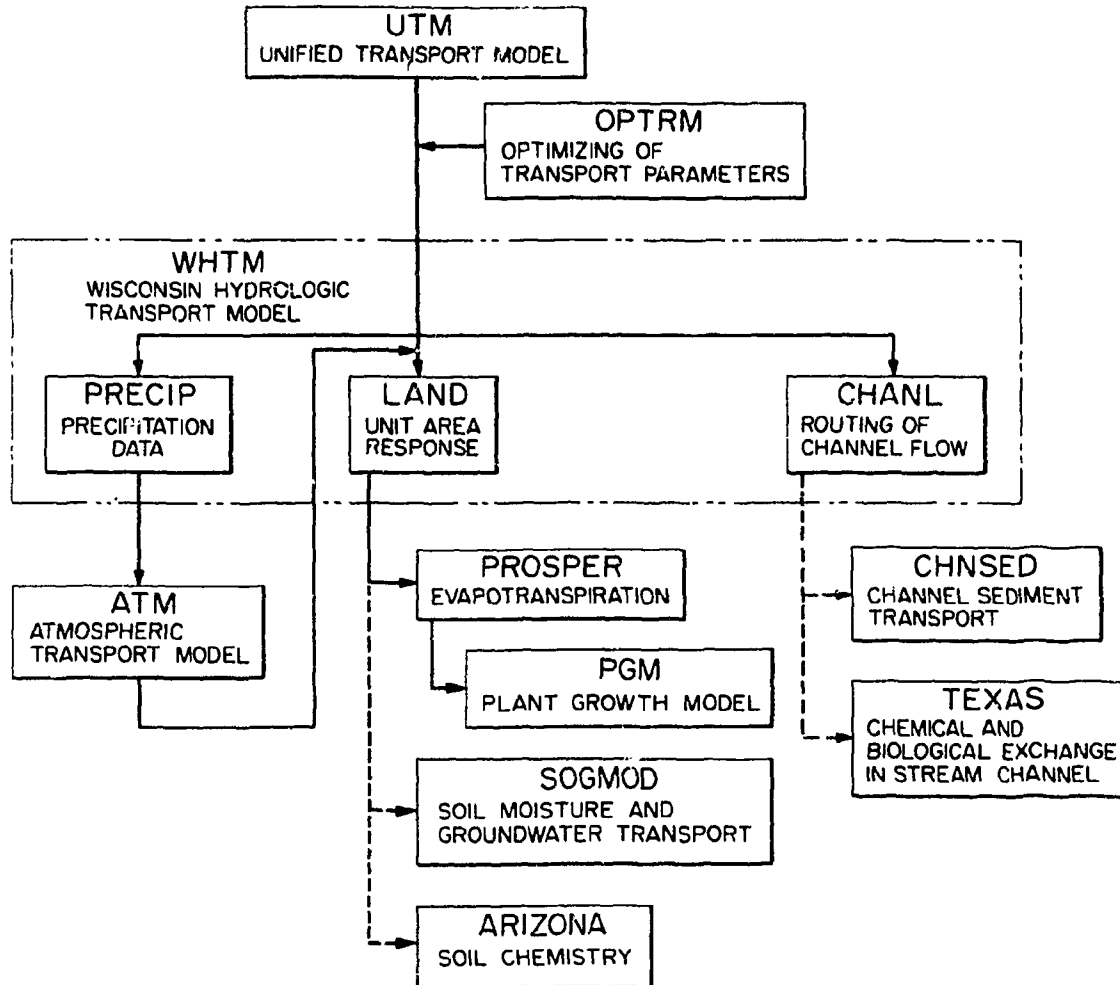 UTM
UNIFIED TRANSPORT MODEL
OPTRM
OPTIMIZING OF
TRANSPORT PARAMETERS
WHTM
WISCONSIN HYDROLOGIC
TRANSPORT MODEL
PRECIP
PRECIPITATION
DATA
LAND
UNIT AREA
RESPONSE
CHANL
ROUTING OF
CHANNEL FLOW
ATM
ATMOSPHERIC
TRANSPORT MODEL
PROSPER
EVAPOTRANSPIRATION
PGM
PLANT GROWTH MODEL
SOGMOD
SOIL MOISTURE AND
GROUNDWATER TRANSPORT
ARIZONA
SOIL CHEMISTRY
CHNSED
CHANNEL SEDIMENT
TRANSPORT
TEXAS
CHEMICAL AND
BIOLOGICAL EXCHANGE
IN STREAM CHANNEL